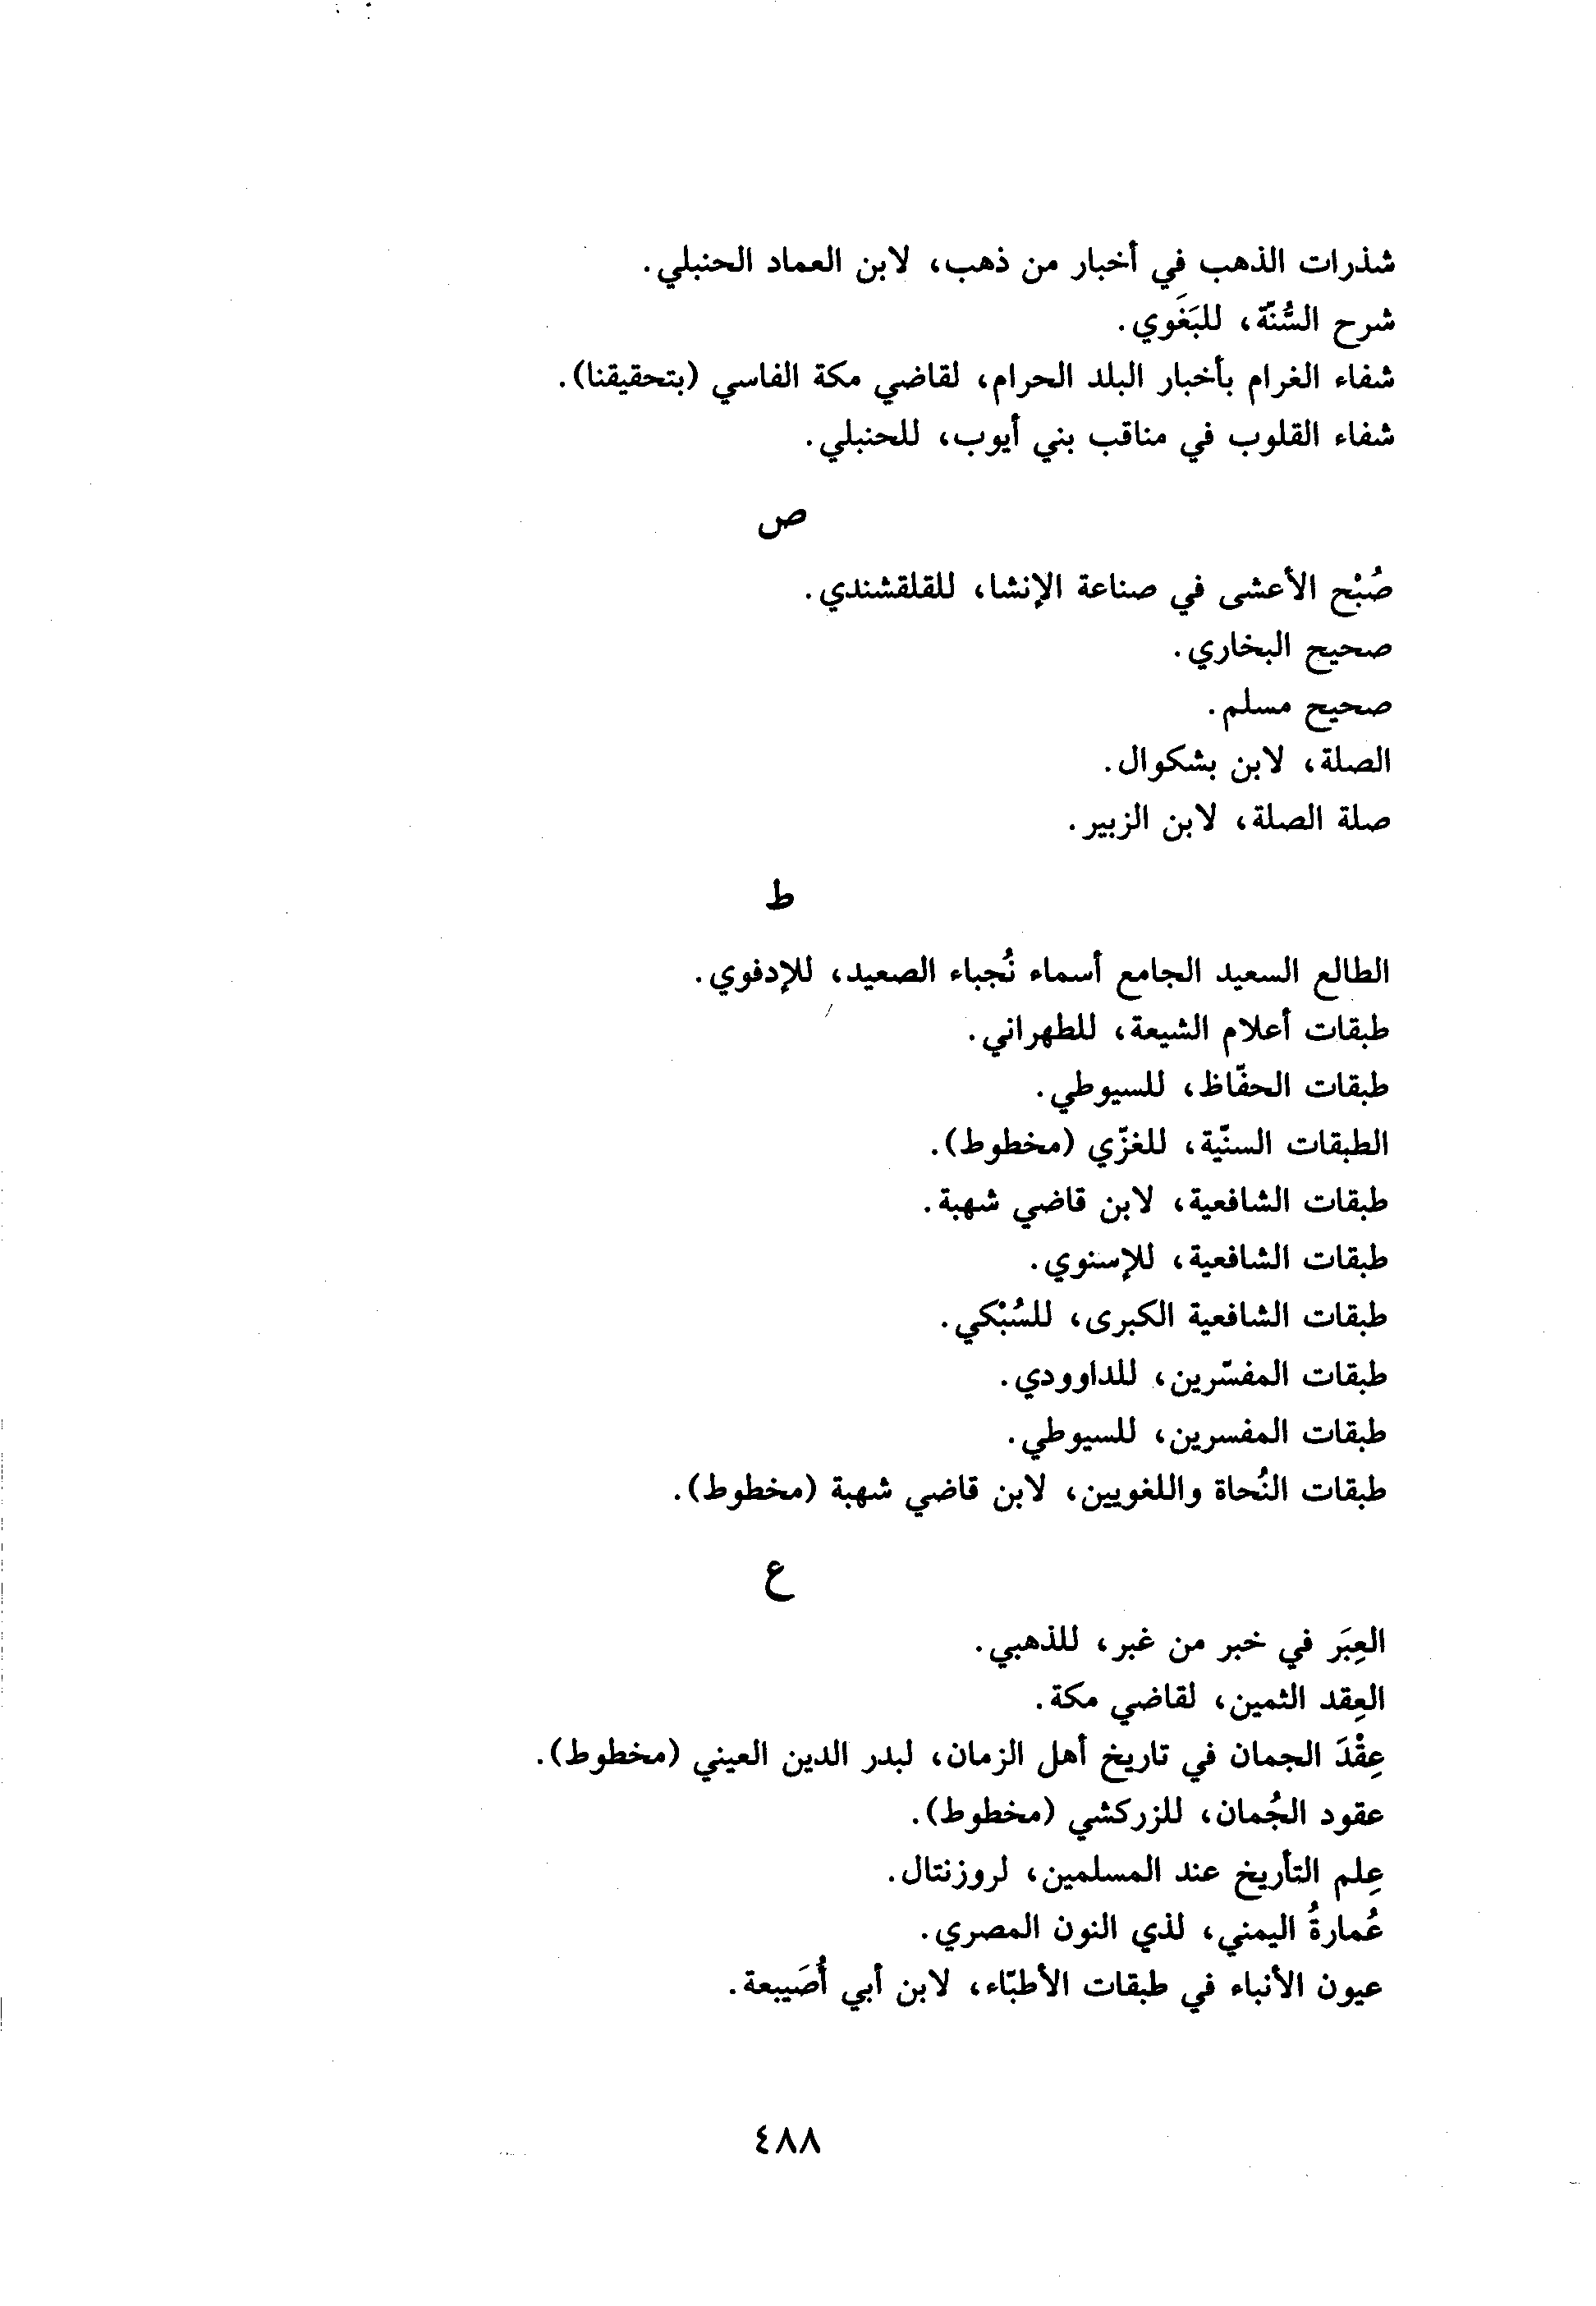 شذرات الذهب في أخبار من ذهب، لابن العماد الحنبلي.
شرح السُّنّة، للبَغَوي.
شفاء الغرام بأخبار البلد الحرام، لقاضي مكة الفاسي (بتحقيقنا).
شفاء القلوب في مناقب بني أيوب، للحنبلي.
ص
صُبْح الأعشى في صناعة الإنشا، للقلقشندي.
صحيح البخاري.
صحيح مسلم.
الصلة، لابن بشكوال.
صلة الصلة، لابن الزبير.
ط
الطالع السعيد الجامع أسماء نُجباء الصعيد، للإدفوي.
طبقات أعلام الشيعة، للطهراني.
طبقات الحفّاظ، للسيوطي.
الطبقات السنّية، للغزّي (مخطوط).
طبقات الشافعية، لابن قاضي شهبة.
طبقات الشافعية، للإسنوي.
طبقات الشافعية الكبرى، للسُبْكي.
طبقات المفسّرين، للداوودي.
طبقات المفسرين، للسيوطي.
طبقات النُحاة واللغويين، لابن قاضي شهبة (مخطوط).
ع
العِبَر في خبر من غبر، للذهبي.
العِقد الثمين، لقاضي مكة.
عِقْدَ الجمان في تاريخ أهل الزمان، لبدر الدين العيني (مخطوط).
عقود الجُمان، للزركشي (مخطوط).
عِلم التأريخ عند المسلمين، لروزنتال.
عُمارةُ اليمني، لذي النون المصري.
عيون الأنباء في طبقات الأطبّاء، لابن أبي أُصَيبعة.
٤٨٨